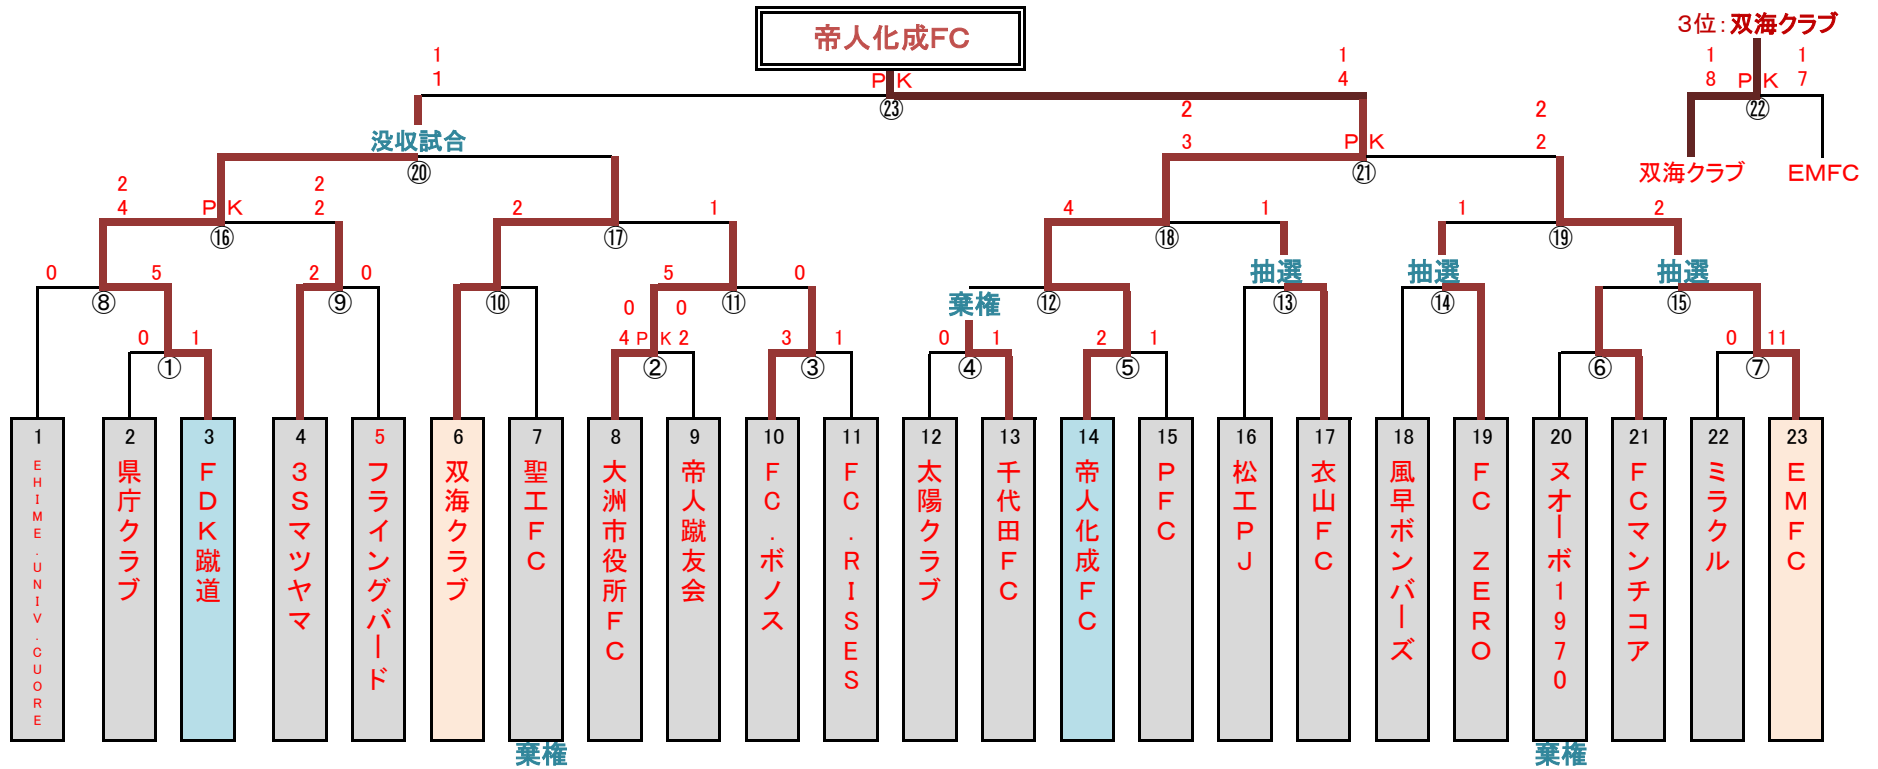 帝人化成FC
3位：双海クラブ
1 1 1 1
1 PK 4 8 PK 7
㉓ 2 2 ㉒
没収試合 3 PK 2
⑳ ㉑ 双海クラブ EMFC
2 2
4 PK 2 2 1 4 1 1 2
⑯ ⑰ ⑱ ⑲
0 5 2 0 5 0 抽選 抽選 抽選
⑧ ⑨ ⑩ ⑪ 棄権 ⑫ ⑬ ⑭ ⑮
0 0
0 1 4 PK 2 3 1 0 1 2 1 0 11
① ② ③ ④ ⑤ ⑥ ⑦
1 EHIME.UNIV.CUORE
2 県庁クラブ
3 FDK蹴道
4 3Sマツヤマ
5 フライングバード
6 双海クラブ
7 聖工FC
8 大洲市役所FC
9 帝人蹴友会
10 FC.ボノス
11 FC.RISES
12 太陽クラブ
13 千代田FC
14 帝人化成FC
15 PFC
16 松工PJ
17 衣山FC
18 風早ボンバーズ
19 FC ZERO
20 ヌオーボ1970
21 FCマンチコア
22 ミラクル
23 EMFC
棄権 棄権